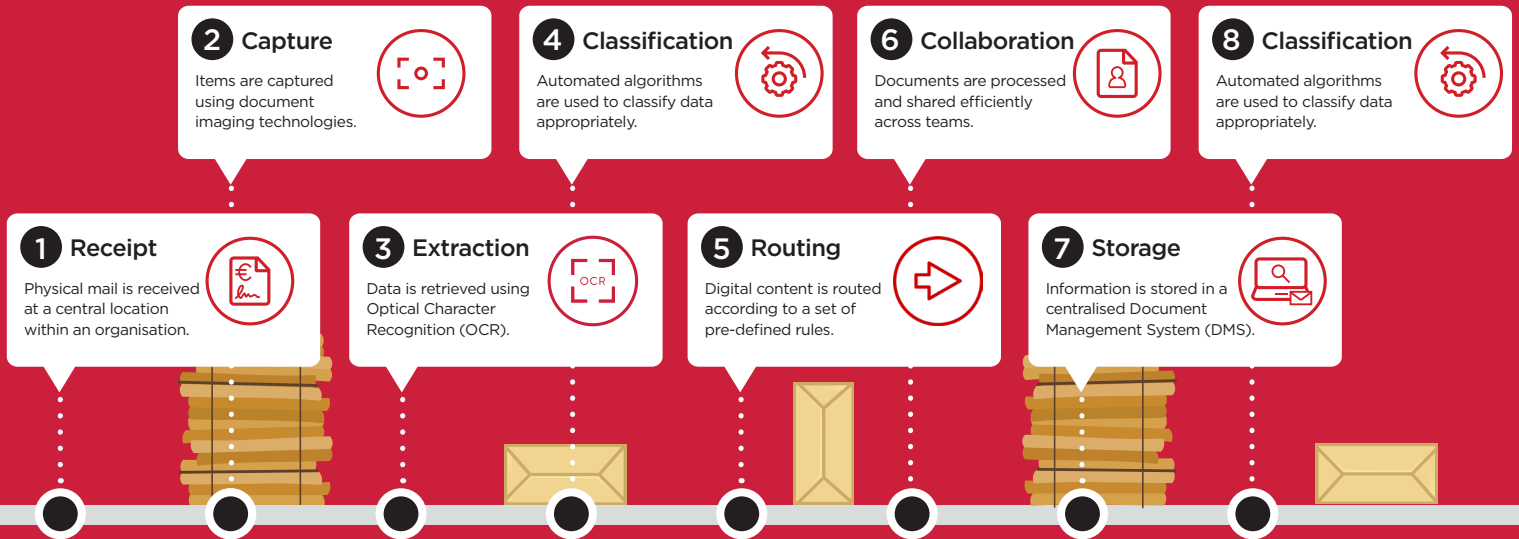 1 Receipt
Physical mail is received
at a central location
within an organisation.
2 Capture
Items are captured
using document
imaging technologies.
3 Extraction
Data is retrieved using
Optical Character
Recognition (OCR).
OCR
4 Classification
Automated algorithms
are used to classify data
appropriately.
5 Routing
Digital content is routed
according to a set of
pre-defined rules.
6 Collaboration
Documents are processed
and shared efficiently
across teams.
7 Storage
Information is stored in a
centralised Document
Management System (DMS).
8 Classification
Automated algorithms
are used to classify data
appropriately.
€